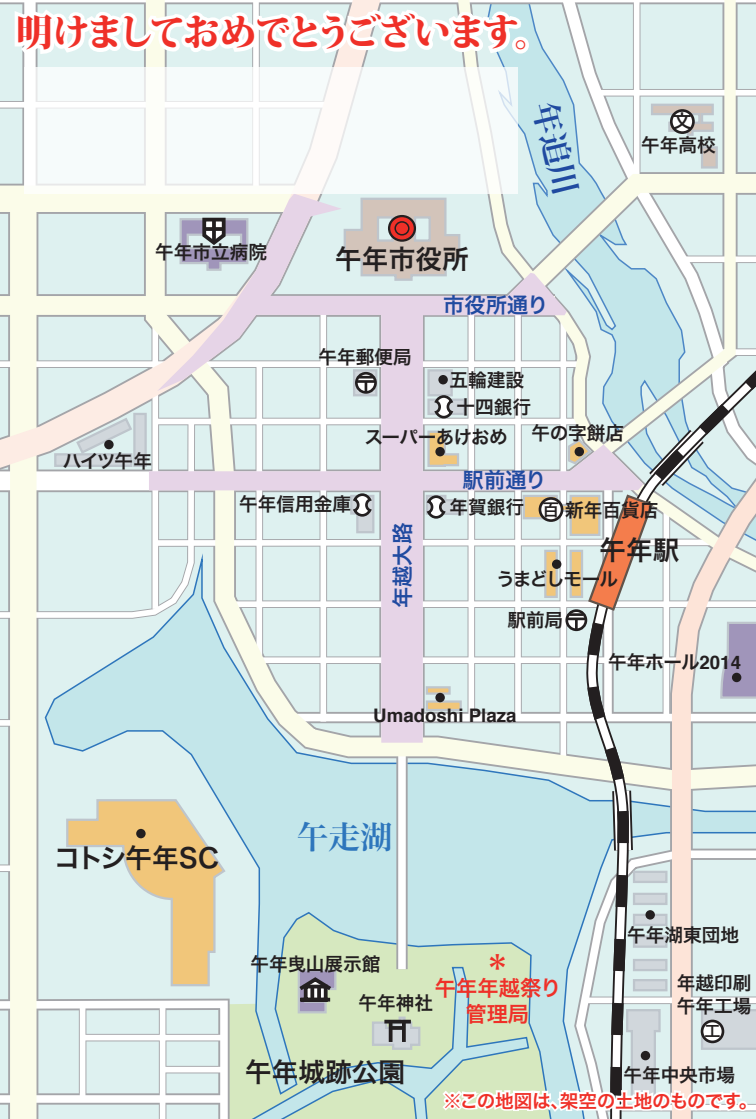 明けましておめでとうございます。
年追川
午年高校
午年市立病院
午年市役所
市役所通り
午年郵便局
五輪建設
十四銀行
スーパーあけおめ
午の字餅店
ハイツ午年
駅前通り
午年信用金庫
年賀銀行
百
新年百貨店
年越大路
午年駅
うまどしモール
駅前局
午年ホール2014
Umadoshi Plaza
午走湖
コトシ午年SC
午年湖東団地
午年曳山展示館
＊
午年年越祭り
管理局
年越印刷
午年工場
午年神社
工
午年城跡公園
午年中央市場
※この地図は、架空の土地のものです。
文